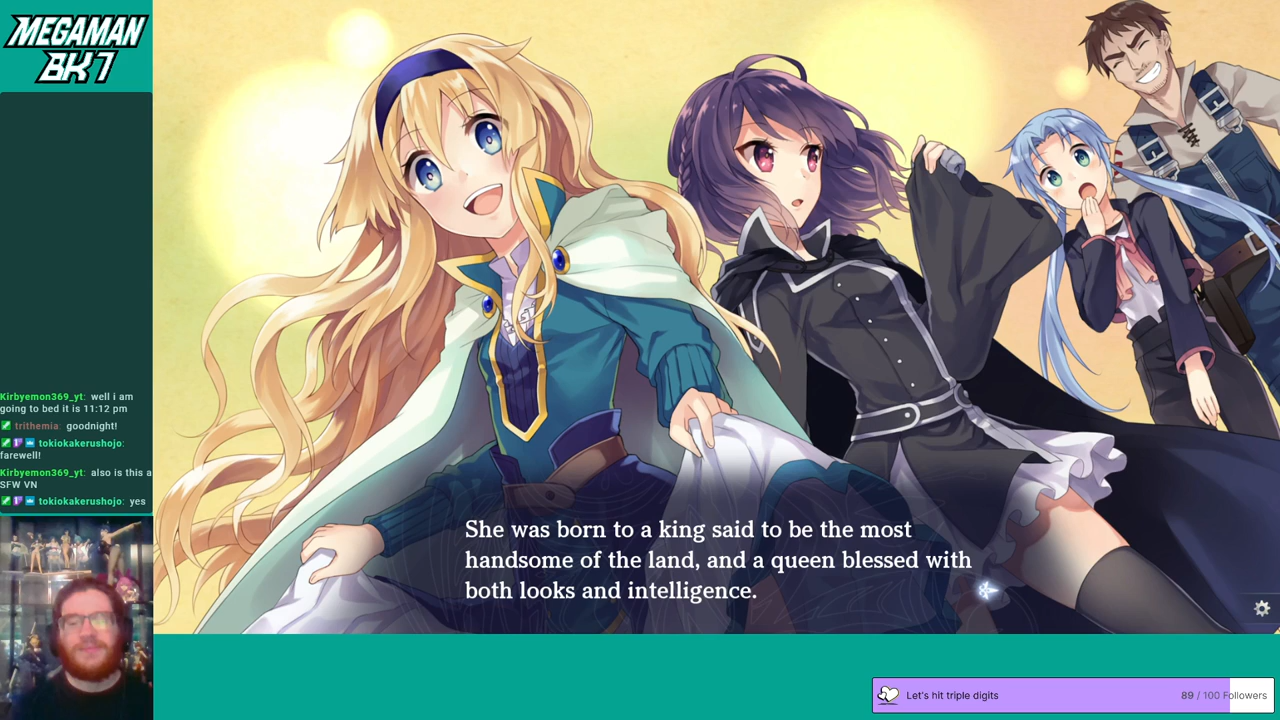 MEGAMAN
BK7
Kirbyemon369_yt: well i am
going to bed it is 11:12 pm
trithemia: goodnight!
tokiokakerushojo:
farewell!
Kirbyemon369_yt: also is this a
SFW VN
tokiokakerushojo: yes
She was born to a king said to be the most
handsome of the land, and a queen blessed with
both looks and intelligence.
Let's hit triple digits
89 / 100 Followers